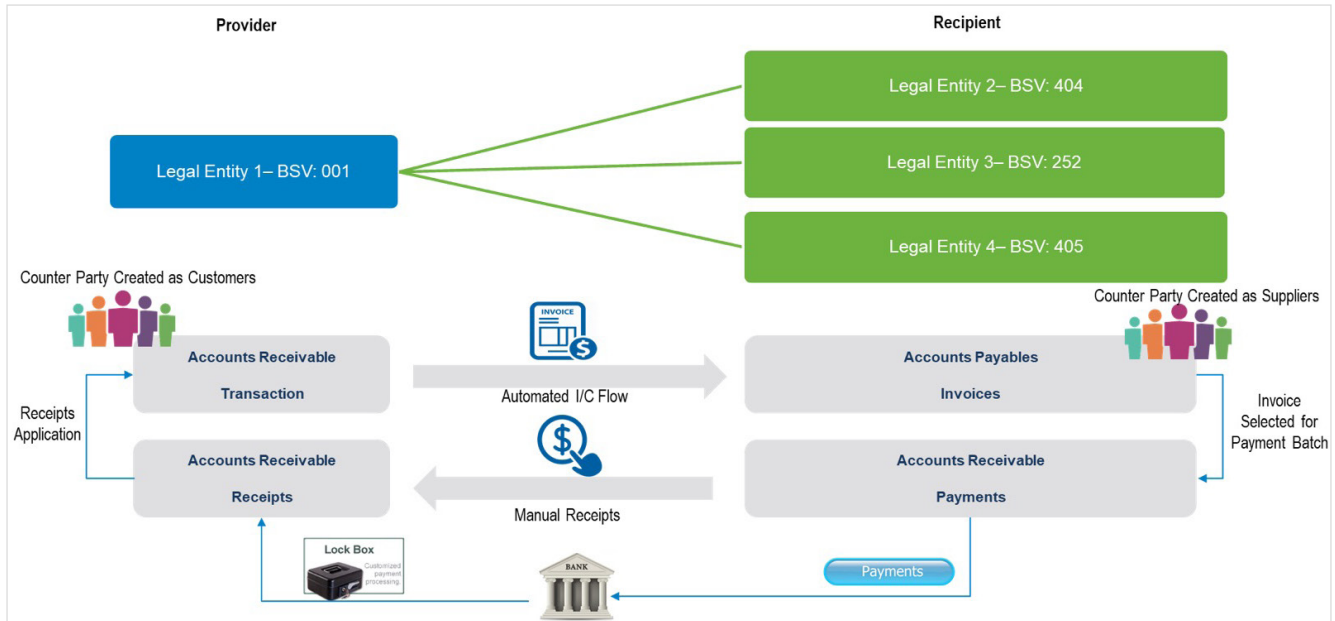 Provider
Recipient
Legal Entity 2– BSV: 404
Legal Entity 1– BSV: 001
Legal Entity 3– BSV: 252
Legal Entity 4– BSV: 405
Counter Party Created as Customers
Counter Party Created as Suppliers
INVOICE
$
Accounts Receivable
Transaction
Automated I/C Flow
Accounts Payables
Invoices
Receipts
Application
Invoice
Selected for
Payment Batch
$
Accounts Receivable
Receipts
Manual Receipts
Accounts Receivable
Payments
Lock Box
Customized
payment
processing.
BANK
Payments